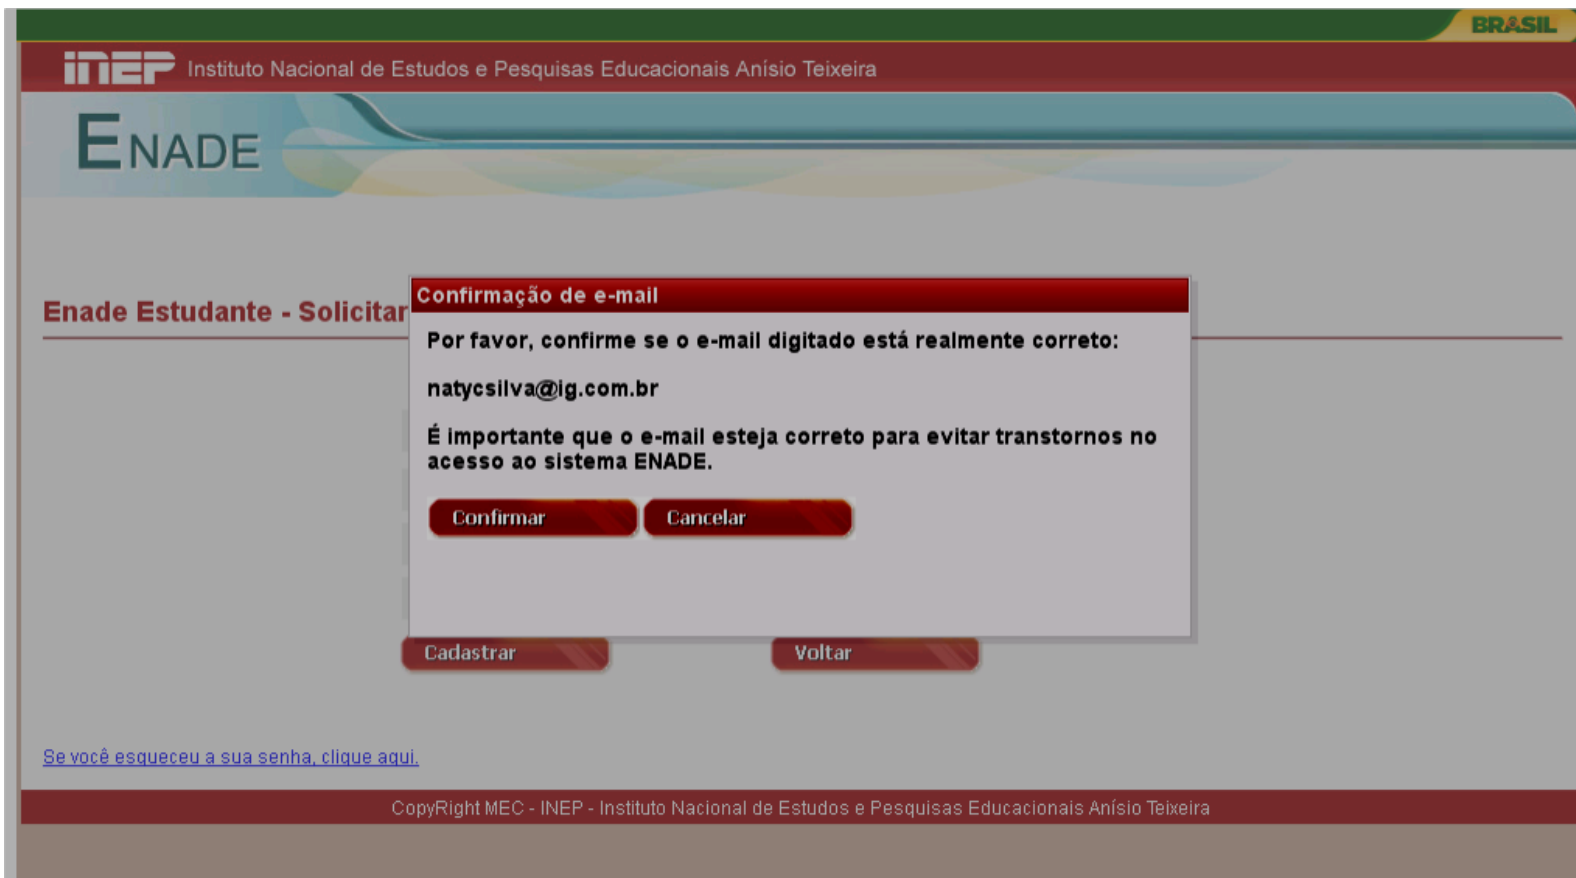 BRASIL
INEP Instituto Nacional de Estudos e Pesquisas Educacionais Anísio Teixeira
ENADE
Enade Estudante - Solicitar
Confirmação de e-mail
Por favor, confirme se o e-mail digitado está realmente correto:
natycsilva@ig.com.br
É importante que o e-mail esteja correto para evitar transtornos no
acesso ao sistema ENADE.
Confirmar Cancelar
Cadastrar Voltar
Se você esqueceu a sua senha, clique aqui.
CopyRight MEC - INEP - Instituto Nacional de Estudos e Pesquisas Educacionais Anísio Teixeira